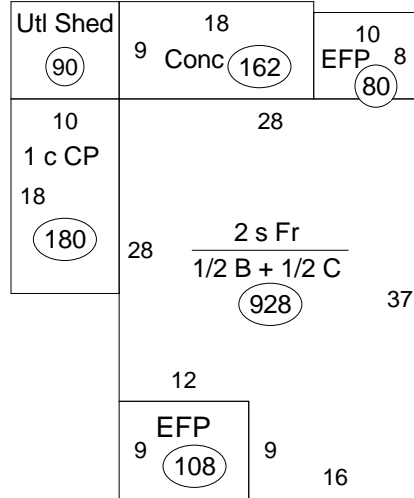 Utl Shed
90
18
9 Conc 162
10
EFP 8
80
10
1 c CP
18
180
28
28
2 s Fr
1/2 B + 1/2 C
928
37
12
EFP
9 108
9
16